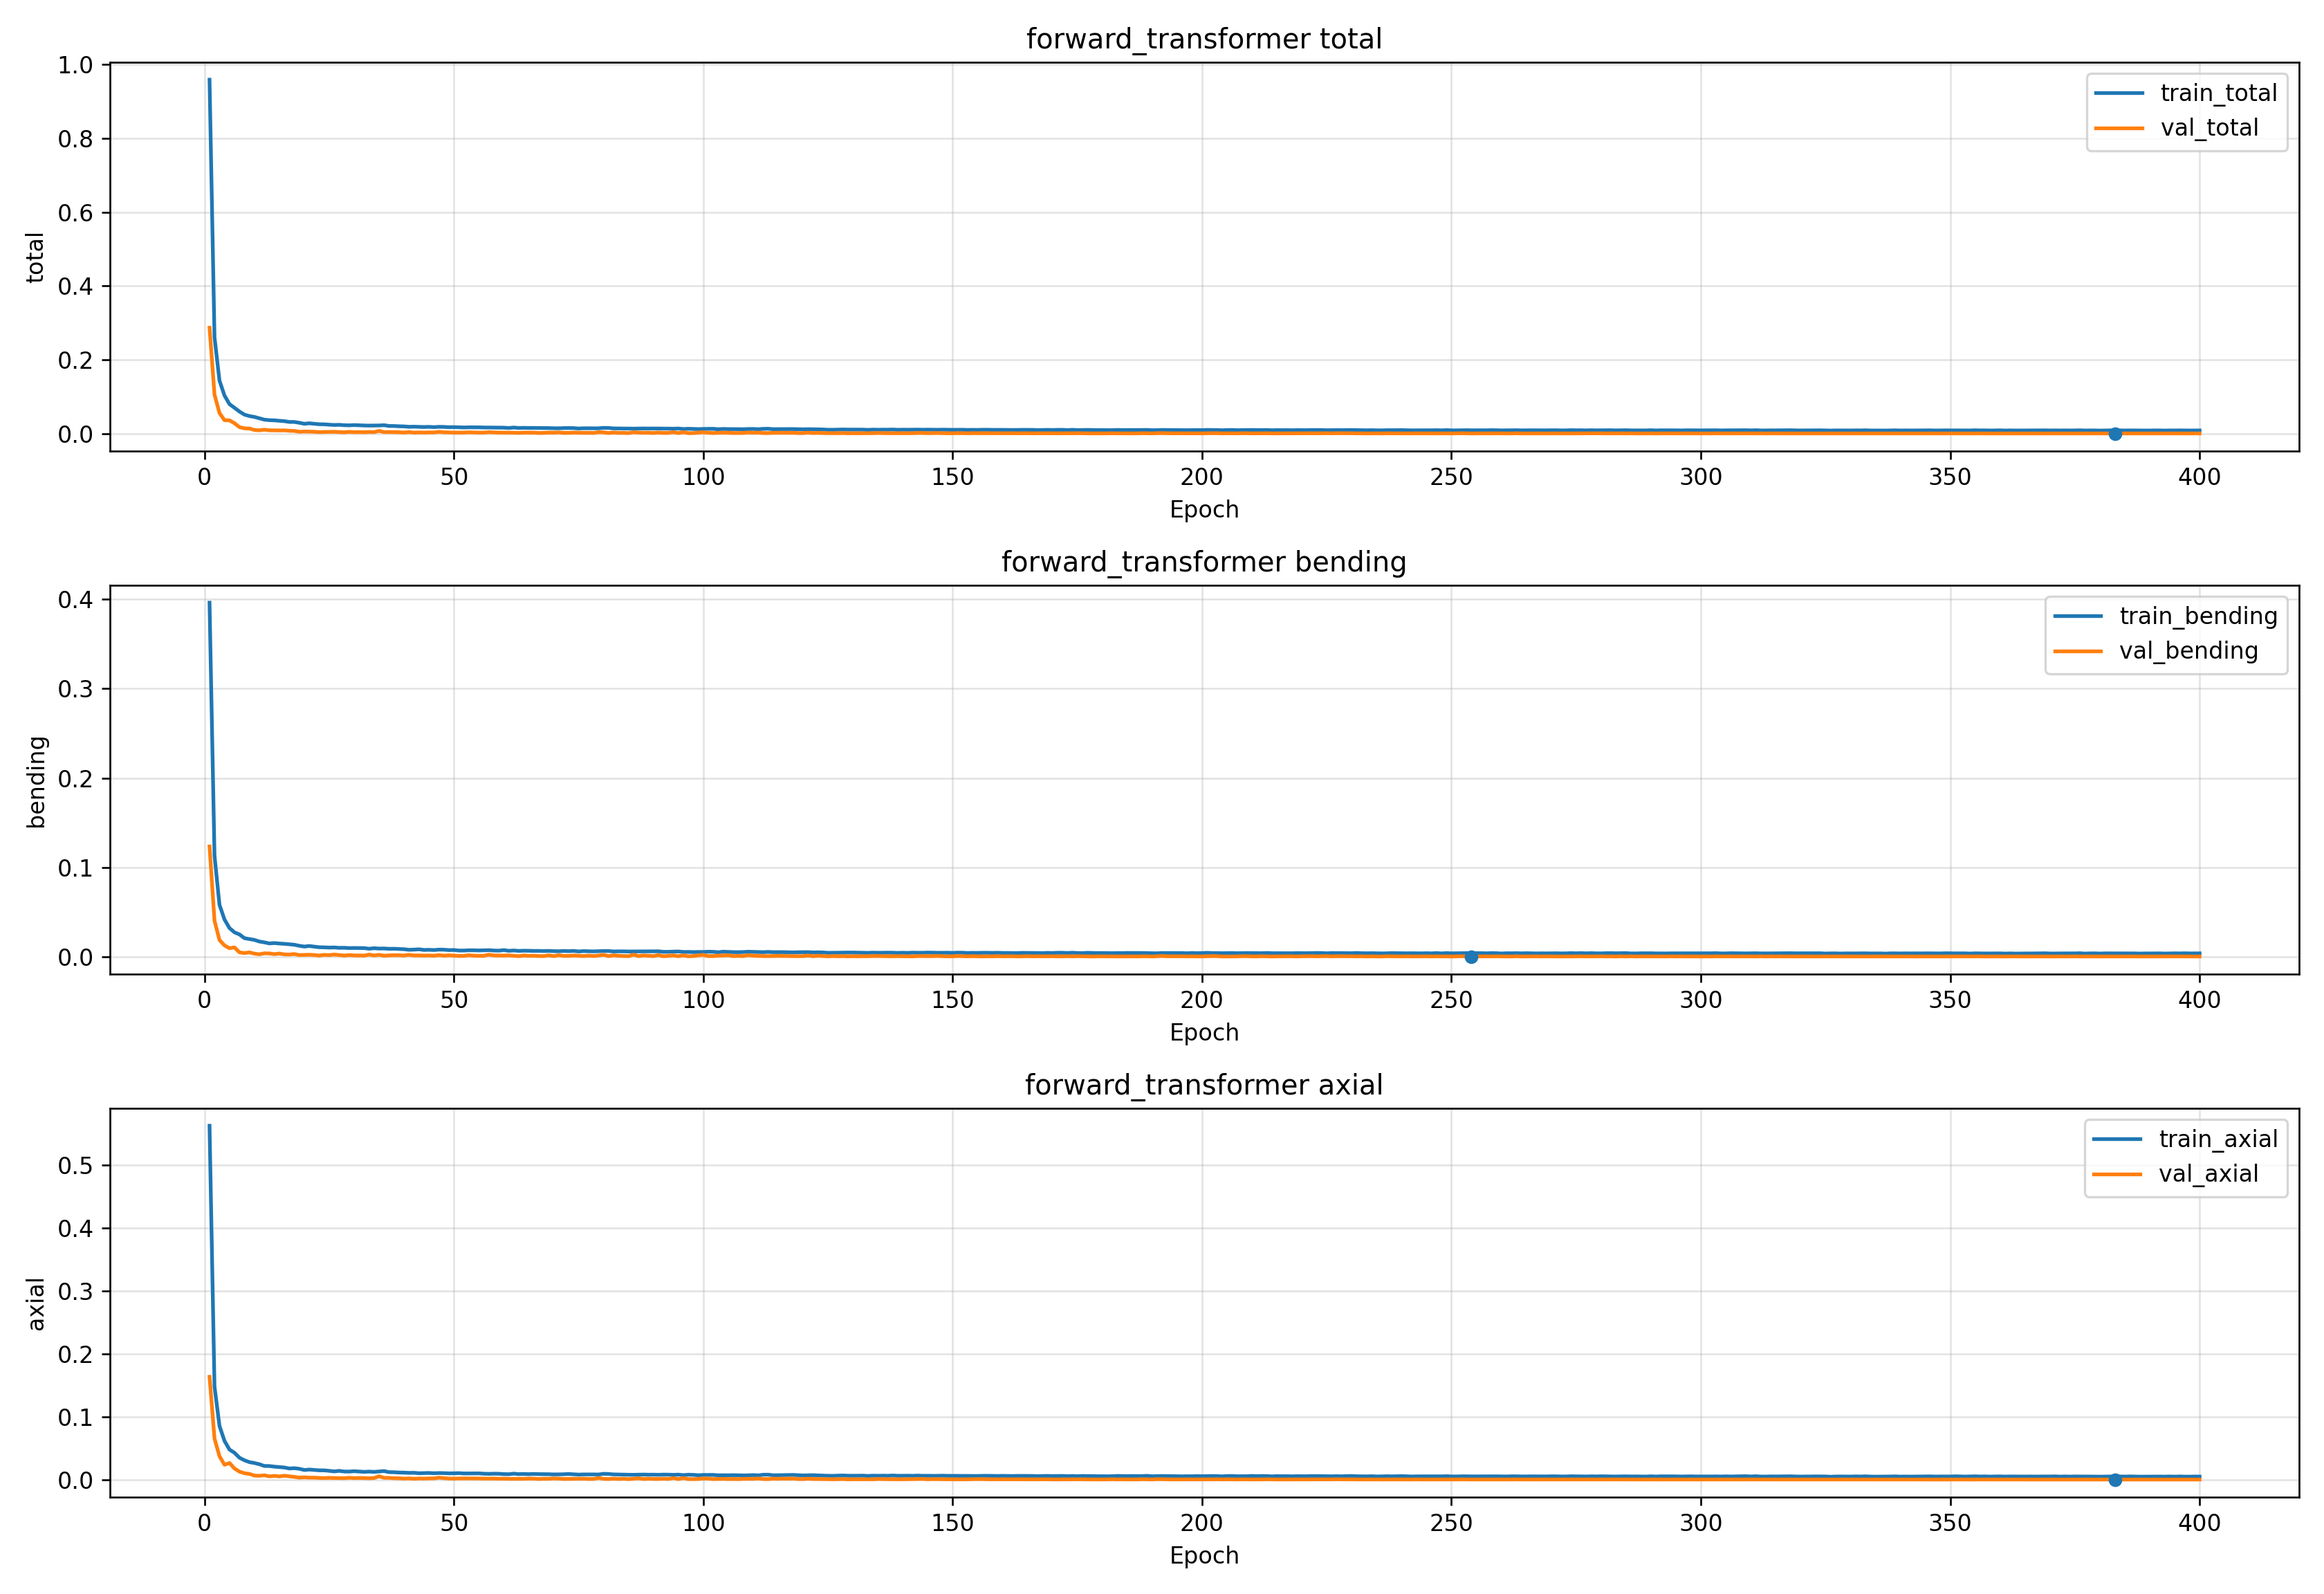 forward_transformer total
1.0
0.8
0.6
0.4
0.2
0.0
total
train_total
val_total
0 50 100 150 200 250 300 350 400
Epoch
forward_transformer bending
0.4
0.3
0.2
0.1
0.0
bending
train_bending
val_bending
0 50 100 150 200 250 300 350 400
Epoch
forward_transformer axial
0.5
0.4
0.3
0.2
0.1
0.0
axial
train_axial
val_axial
0 50 100 150 200 250 300 350 400
Epoch